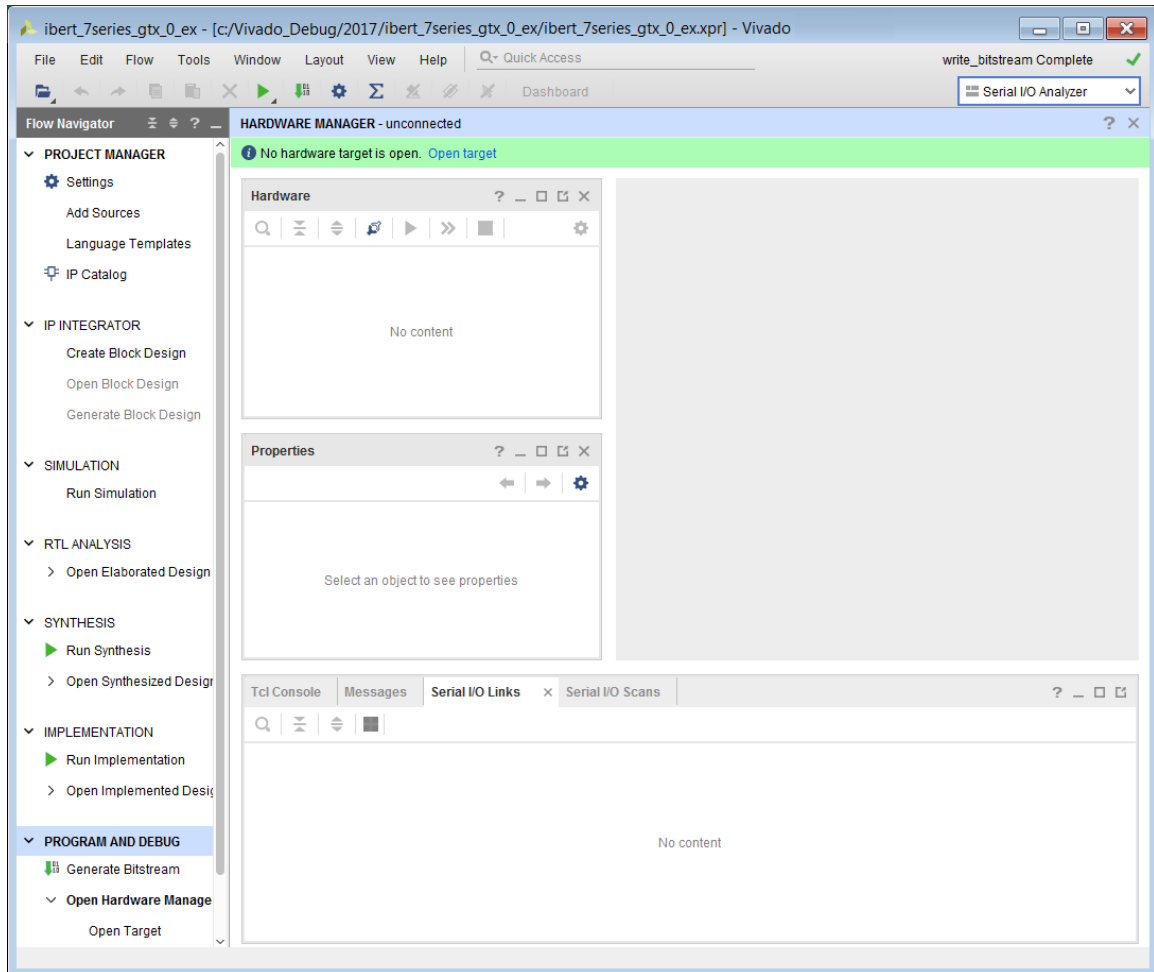 ibert_7series_gtx_0_ex - [c:/Vivado_Debug/2017/ibert_7series_gtx_0_ex/ibert_7series_gtx_0_ex.xpr] - Vivado
File Edit Flow Tools Window Layout View Help Quick Access write_bitstream Complete
Dashboard Serial I/O Analyzer
Flow Navigator
HARDWARE MANAGER - unconnected
No hardware target is open. Open target
PROJECT MANAGER
Settings
Add Sources
Language Templates
IP Catalog
IP INTEGRATOR
Create Block Design
Open Block Design
Generate Block Design
SIMULATION
Run Simulation
RTL ANALYSIS
Open Elaborated Design
SYNTHESIS
Run Synthesis
Open Synthesized Desigr
IMPLEMENTATION
Run Implementation
Open Implemented Desig
PROGRAM AND DEBUG
Generate Bitstream
Open Hardware Manage
Open Target
Hardware
No content
Properties
Select an object to see properties
Tcl Console Messages Serial I/O Links Serial I/O Scans
No content